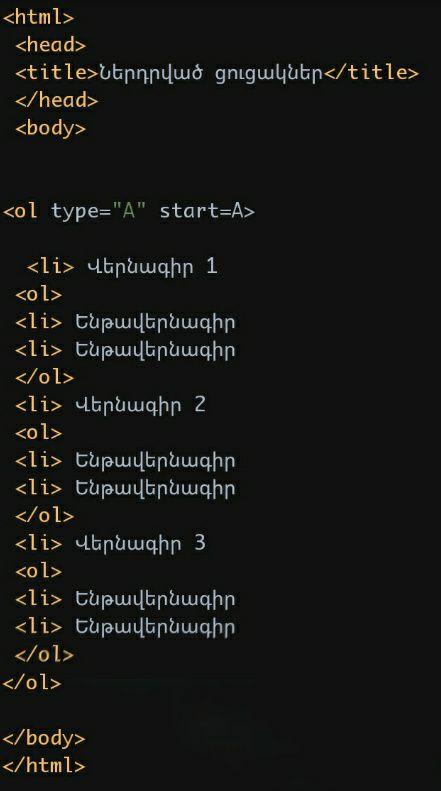 <html>
<head>
<title>Ներդրված ցուցակներ</title>
</head>
<body>
<ol type="A" start=A>
<li> Վերնագիր 1
<ol>
<li> Ենթավերնագիր
<li> Ենթավերնագիր
</ol>
<li> Վերնագիր 2
<ol>
<li> Ենթավերնագիր
<li> Ենթավերնագիր
</ol>
<li> Վերնագիր 3
<ol>
<li> Ենթավերնագիր
<li> Ենթավերնագիր
</ol>
</ol>
</body>
</html>